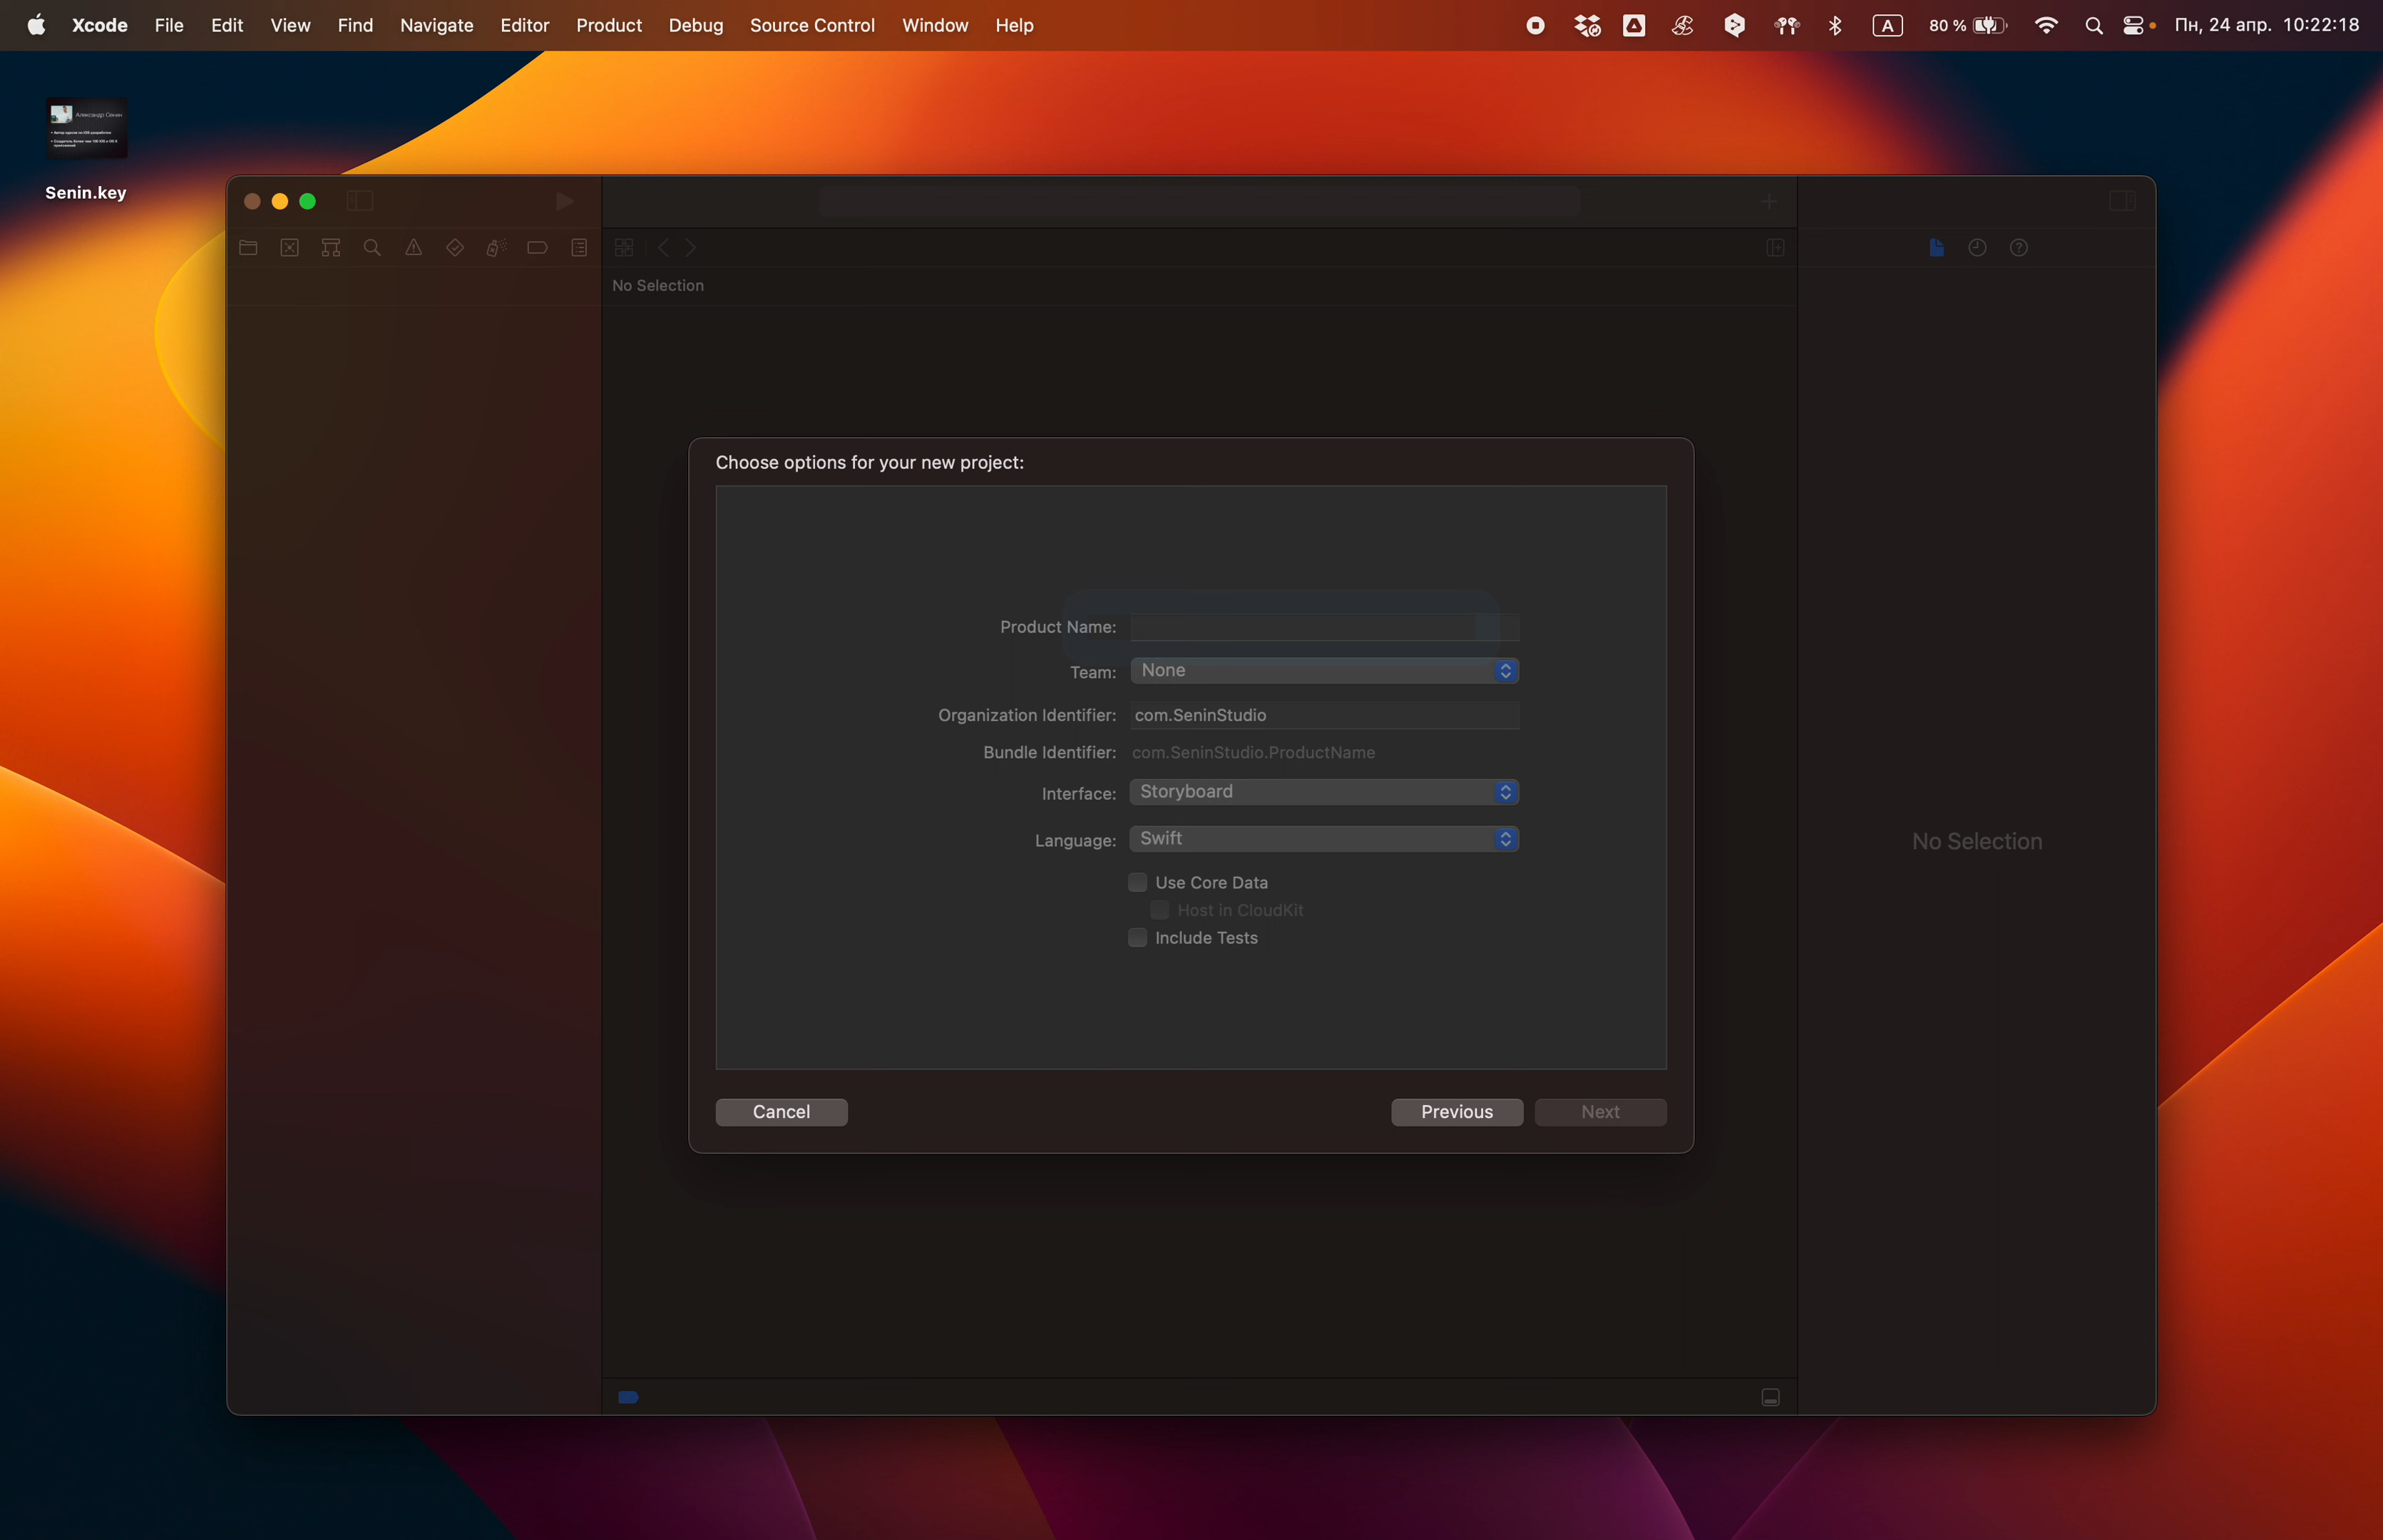 Xcode File Edit View Find Navigate Editor Product Debug Source Control Window Help A 80 % Пн, 24 апр. 10:22:18
Александр Сенин
Senin.key
No Selection
Choose options for your new project:
Product Name:
Team: None
Organization Identifier: com.SeninStudio
Bundle Identifier: com.SeninStudio.ProductName
Interface: Storyboard
Language: Swift
Use Core Data
Host in CloudKit
Include Tests
No Selection
Cancel Previous Next